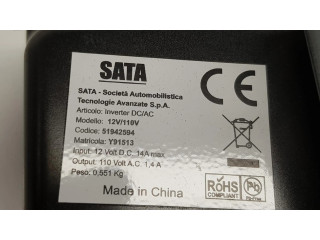 SATA
SATA - Società Automobilistica
Tecnologie Avanzate S.p.A.
Articolo: Inverter DC/AC
Modello: 12V/110V
Codice: 51942594
Matricola: Y91513
Input: 12 Volt D.C. 14A max
Output: 110 Volt A.C. 1,4 A
Peso: 0,551 Kg
Made in China
CE
RoHS
COMPLIANT
Pb